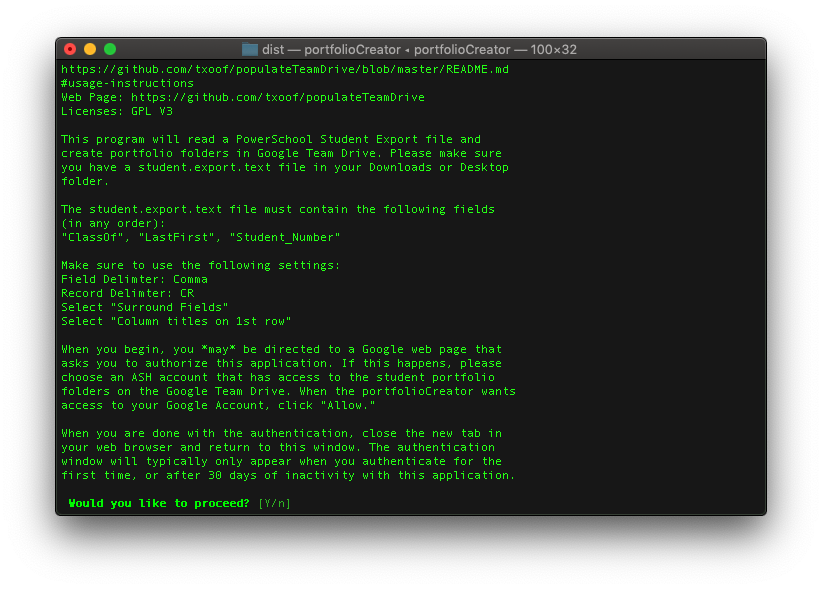 dist — portfolioCreator ◂ portfolioCreator — 100×32
https://github.com/txoof/populateTeamDrive/blob/master/README.md
#usage-instructions
Web Page: https://github.com/txoof/populateTeamDrive
Licenses: GPL V3
This program will read a PowerSchool Student Export file and
create portfolio folders in Google Team Drive. Please make sure
you have a student.export.text file in your Downloads or Desktop
folder.
The student.export.text file must contain the following fields
(in any order):
"ClassOf", "LastFirst", "Student_Number"
Make sure to use the following settings:
Field Delimter: Comma
Record Delimter: CR
Select "Surround Fields"
Select "Column titles on 1st row"
When you begin, you *may* be directed to a Google web page that
asks you to authorize this application. If this happens, please
choose an ASH account that has access to the student portfolio
folders on the Google Team Drive. When the portfolioCreator wants
access to your Google Account, click "Allow."
When you are done with the authentication, close the new tab in
your web browser and return to this window. The authentication
window will typically only appear when you authenticate for the
first time, or after 30 days of inactivity with this application.
Would you like to proceed? [Y/n]